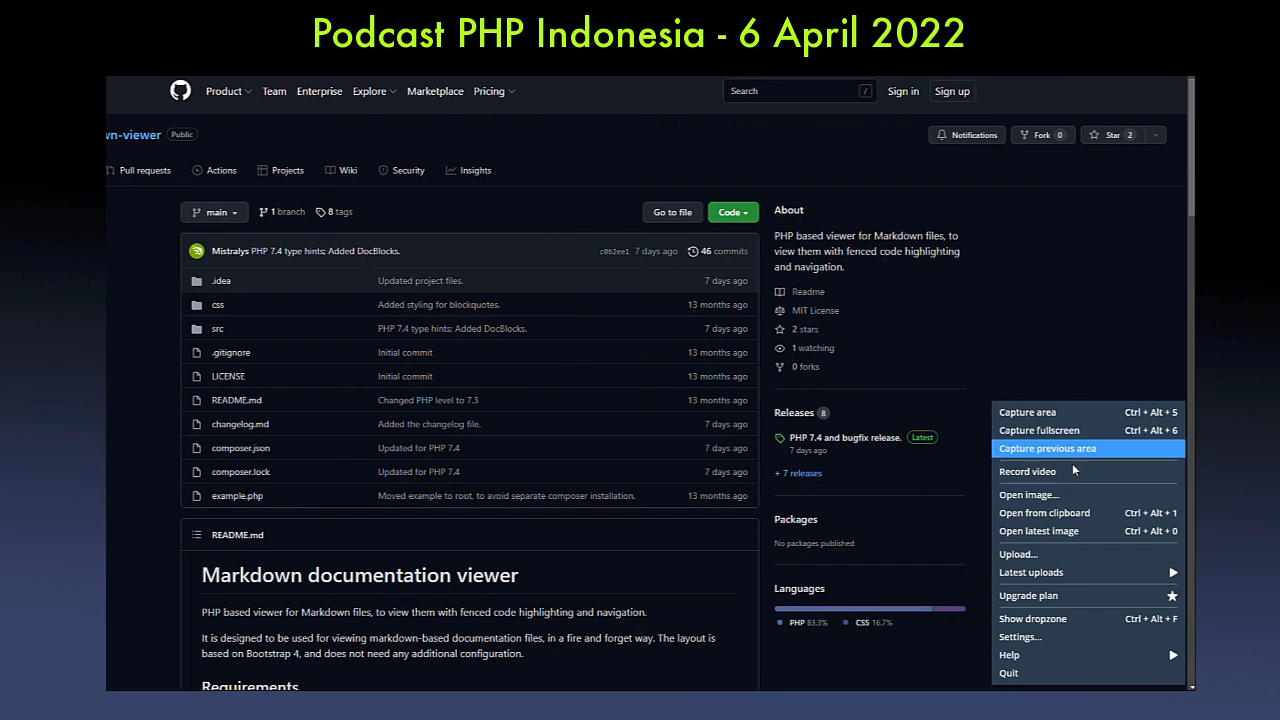 Podcast PHP Indonesia - 6 April 2022
Product Team Enterprise Explore Marketplace Pricing Search / Sign in Sign up
wn-viewer Public Notifications Fork 0 Star 2
Pull requests Actions Projects Wiki Security Insights
main 1 branch 8 tags Go to file Code
Mistralys PHP 7.4 type hints; Added DocBlocks. c0b2ee1 7 days ago 46 commits
.idea Updated project files. 7 days ago
css Added styling for blockquotes. 13 months ago
src PHP 7.4 type hints; Added DocBlocks. 7 days ago
.gitignore Initial commit 13 months ago
LICENSE Initial commit 13 months ago
README.md Changed PHP level to 7.3 13 months ago
changelog.md Added the changelog file. 7 days ago
composer.json Updated for PHP 7.4 7 days ago
composer.lock Updated for PHP 7.4 7 days ago
example.php Moved example to root, to avoid separate composer installation. 13 months ago
README.md
Markdown documentation viewer
PHP based viewer for Markdown files, to view them with fenced code highlighting and navigation.
It is designed to be used for viewing markdown-based documentation files, in a fire and forget way. The layout is
based on Bootstrap 4, and does not need any additional configuration.
Requirements
About
PHP based viewer for Markdown files, to
view them with fenced code highlighting
and navigation.
Readme
MIT License
2 stars
1 watching
0 forks
Releases 8
PHP 7.4 and bugfix release. Latest
7 days ago
+ 7 releases
Packages
No packages published
Languages
PHP 83.3% CSS 16.7%
Capture area Ctrl + Alt + 5
Capture fullscreen Ctrl + Alt + 6
Capture previous area
Record video
Open image...
Open from clipboard Ctrl + Alt + 1
Open latest image Ctrl + Alt + 0
Upload...
Latest uploads
Upgrade plan
Show dropzone Ctrl + Alt + F
Settings...
Help
Quit